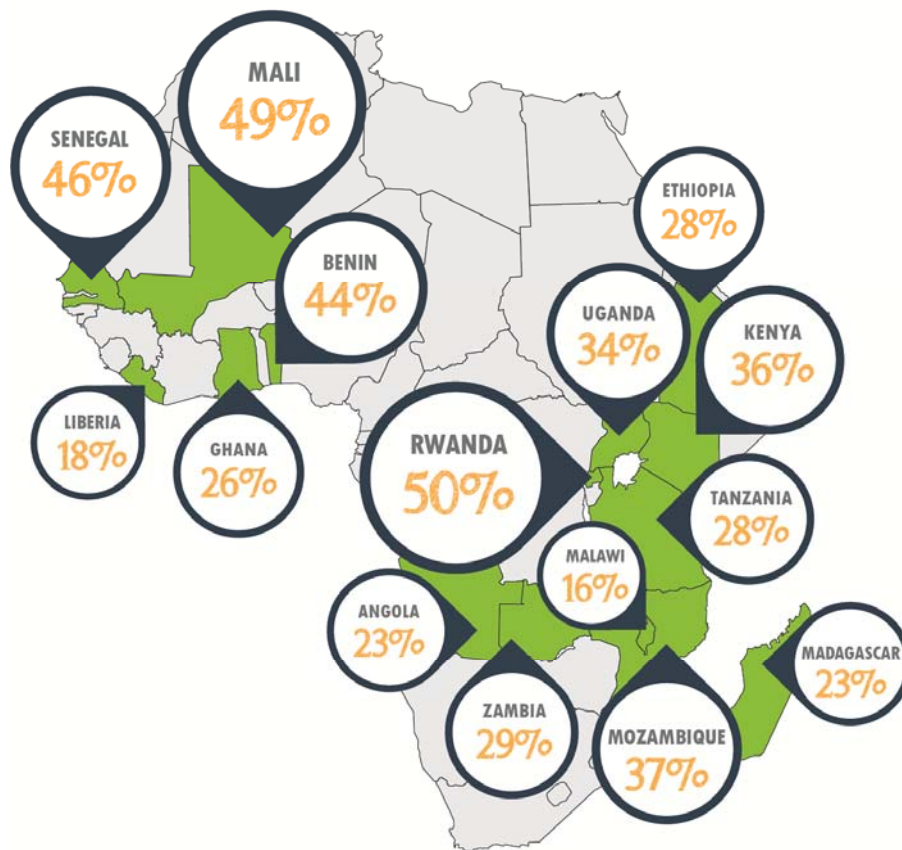 MALI
49%
SENEGAL
46%
ETHIOPIA
28%
BENIN
44%
UGANDA
34%
KENYA
36%
LIBERIA
18%
GHANA
26%
RWANDA
50%
TANZANIA
28%
MALAWI
16%
ANGOLA
23%
MADAGASCAR
23%
ZAMBIA
29%
MOZAMBIQUE
37%